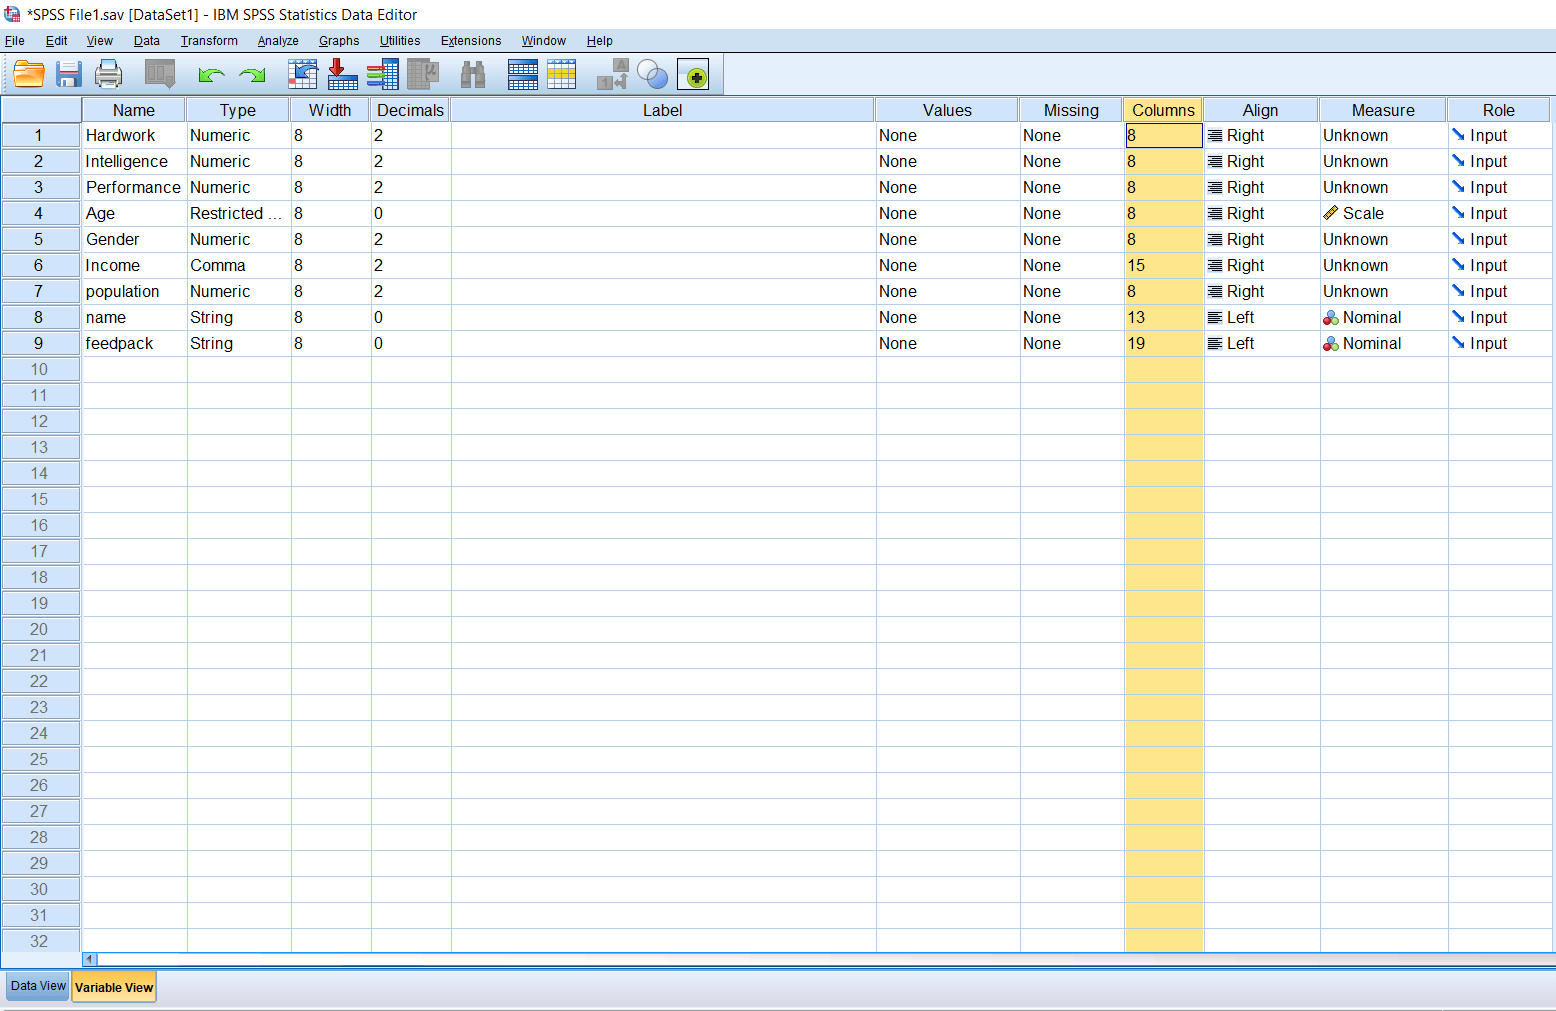 *SPSS File1.sav [DataSet1] - IBM SPSS Statistics Data Editor
File Edit View Data Transform Analyze Graphs Utilities Extensions Window Help
Name Type Width Decimals Label Values Missing Columns Align Measure Role
1 Hardwork Numeric 8 2 None None 8 Right Unknown Input
2 Intelligence Numeric 8 2 None None 8 Right Unknown Input
3 Performance Numeric 8 2 None None 8 Right Unknown Input
4 Age Restricted ... 8 0 None None 8 Right Scale Input
5 Gender Numeric 8 2 None None 8 Right Unknown Input
6 Income Comma 8 2 None None 15 Right Unknown Input
7 population Numeric 8 2 None None 8 Right Unknown Input
8 name String 8 0 None None 13 Left Nominal Input
9 feedpack String 8 0 None None 19 Left Nominal Input
10
11
12
13
14
15
16
17
18
19
20
21
22
23
24
25
26
27
28
29
30
31
32
Data View Variable View